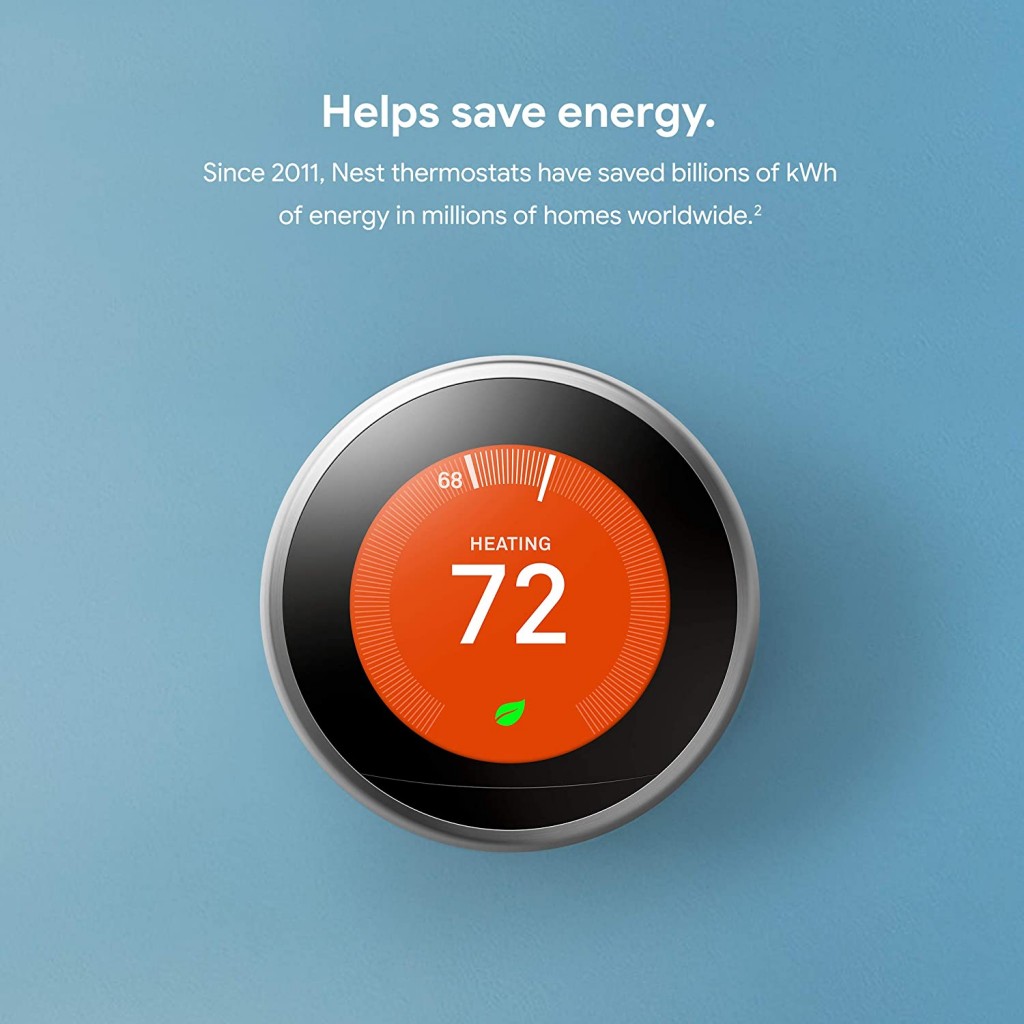 Helps save energy.
Since 2011, Nest thermostats have saved billions of kWh
of energy in millions of homes worldwide.²
68
HEATING
72